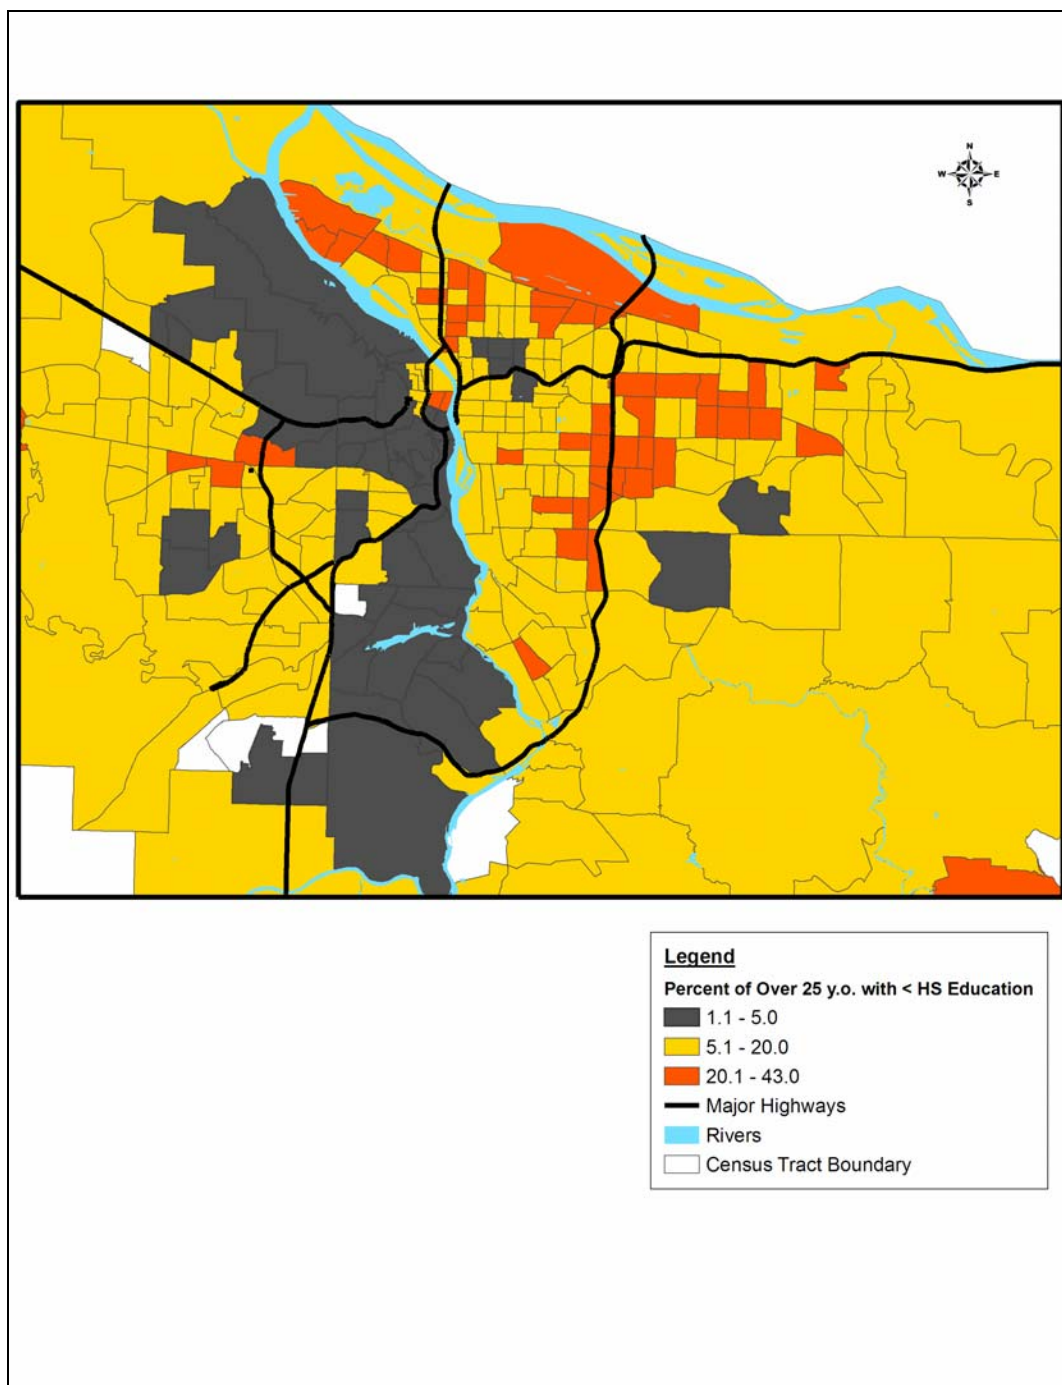 N
W E
S
Legend
Percent of Over 25 y.o. with < HS Education
1.1 - 5.0
5.1 - 20.0
20.1 - 43.0
Major Highways
Rivers
Census Tract Boundary